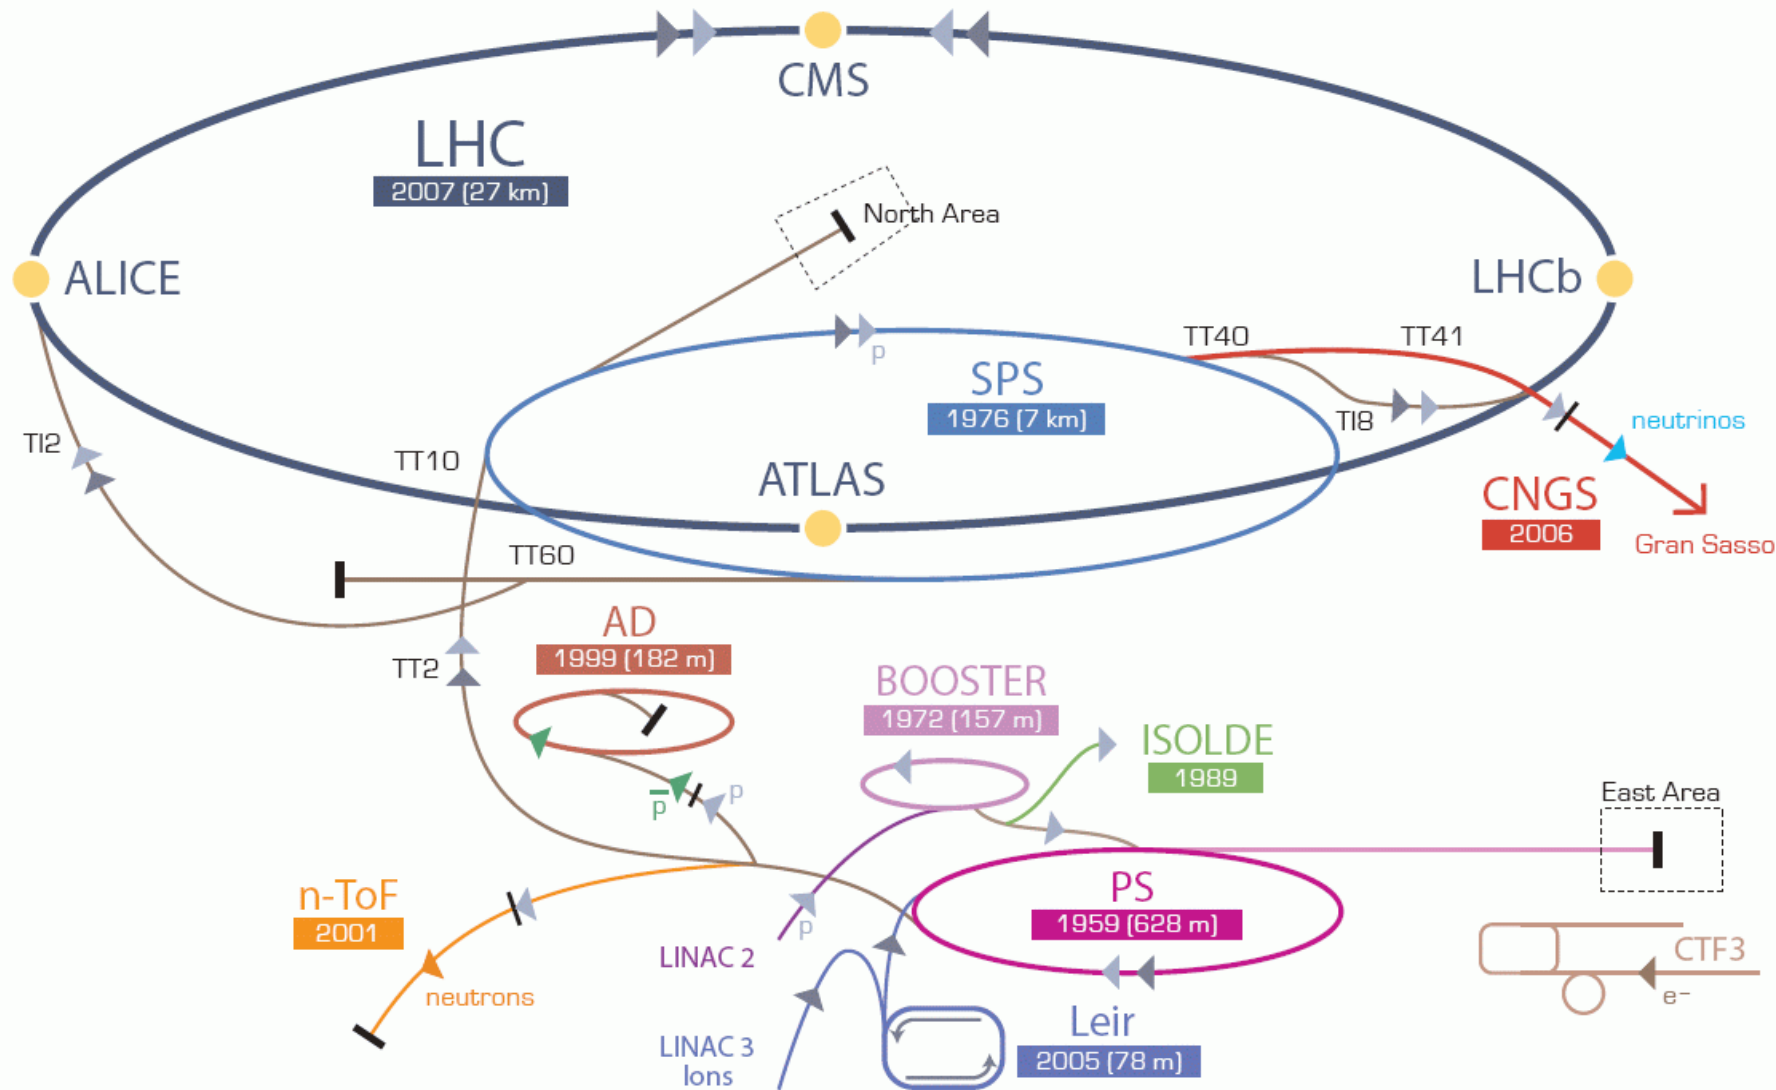 CMS
LHC
2007 (27 km)
North Area
ALICE
LHCb
p
TT40
TT41
SPS
1976 (7 km)
TI8
neutrinos
TI2
TT10
ATLAS
CNGS
2006
Gran Sasso
TT60
AD
1999 (182 m)
TT2
BOOSTER
1972 (157 m)
ISOLDE
1989
p̅
p
East Area
n-ToF
2001
PS
1959 (628 m)
p
LINAC 2
neutrons
CTF3
e⁻
Leir
2005 (78 m)
LINAC 3
Ions